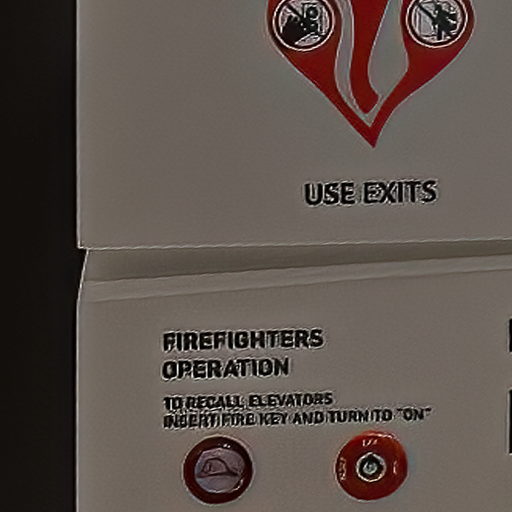 USE EXITS
FIREFIGHTERS
OPERATION
TO RECALL ELEVATORS
INSERT FIRE KEY AND TURN TO "ON"